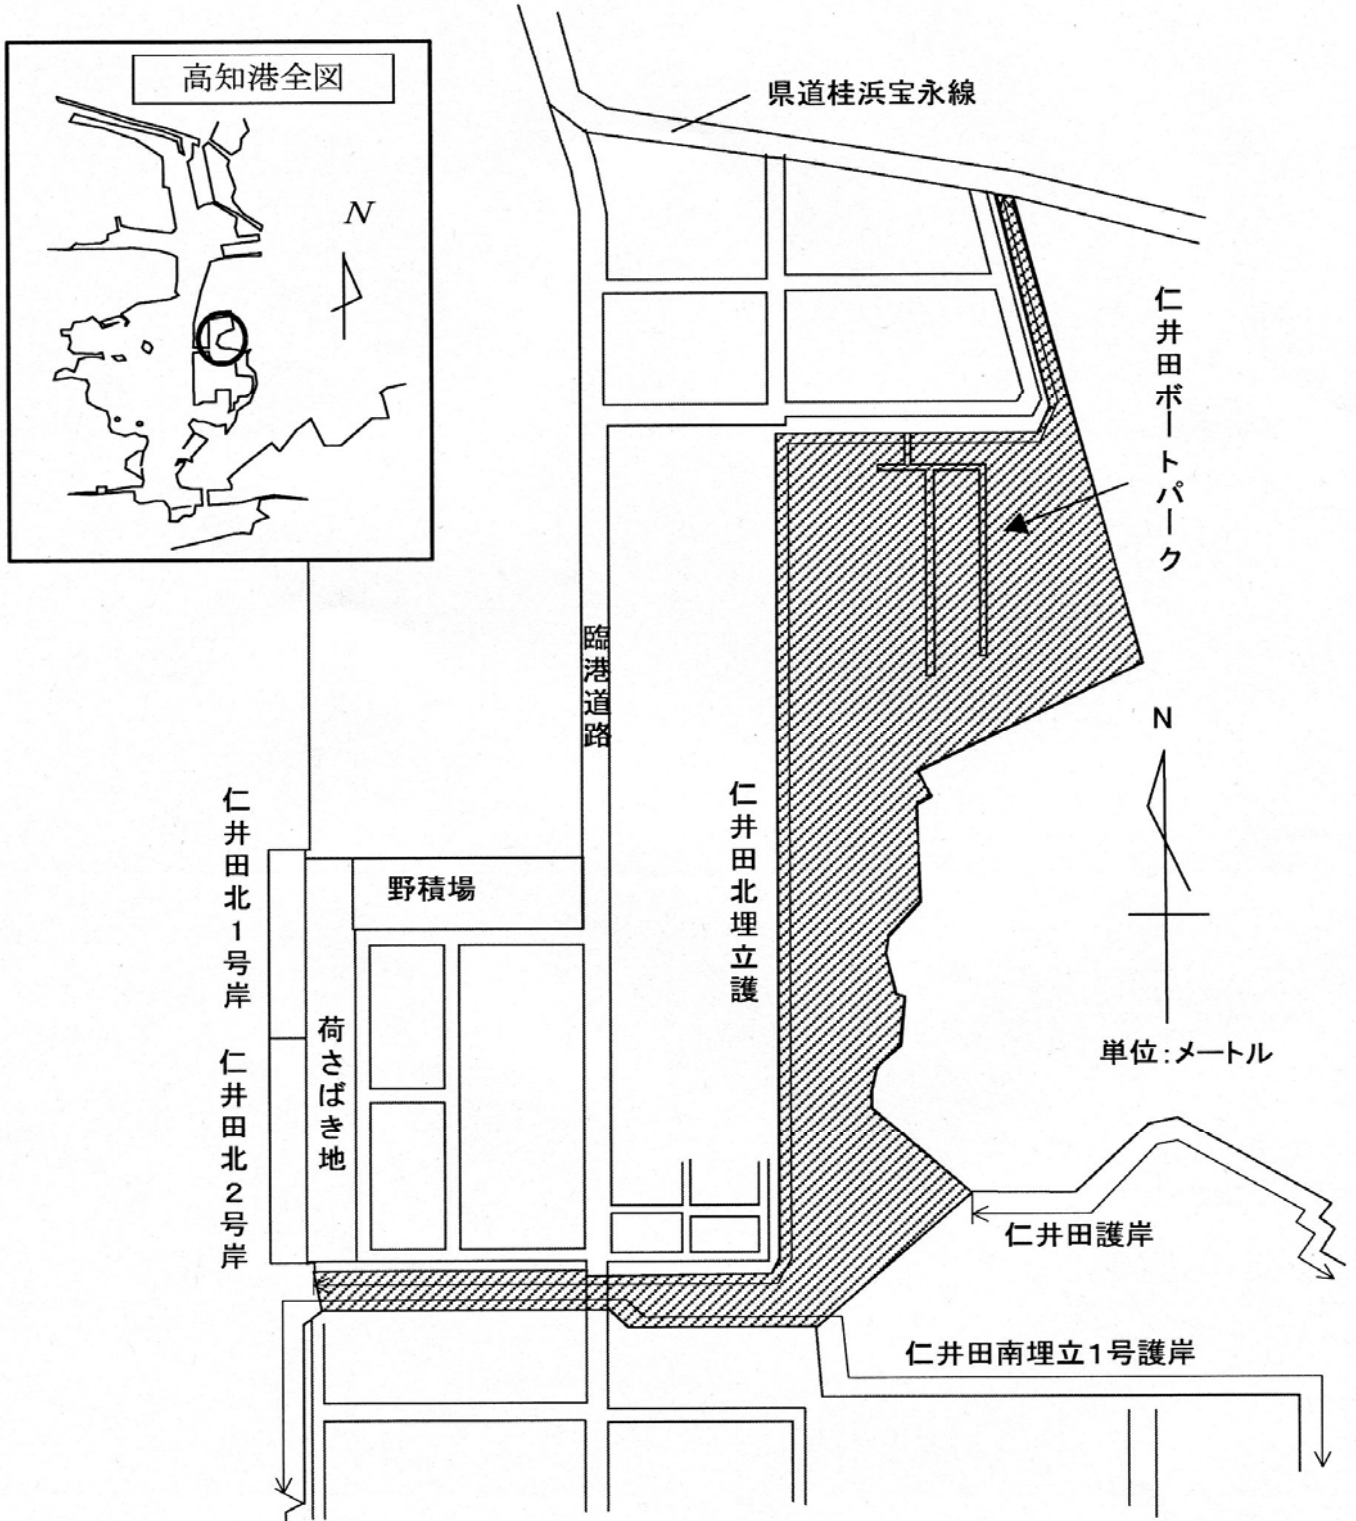 高知港全図
N
県道桂浜宝永線
仁井田ボートパーク
臨港道路
N
仁井田北埋立護
仁井田北1号岸
野積場
荷さばき地
単位:メートル
仁井田北2号岸
仁井田護岸
仁井田南埋立1号護岸